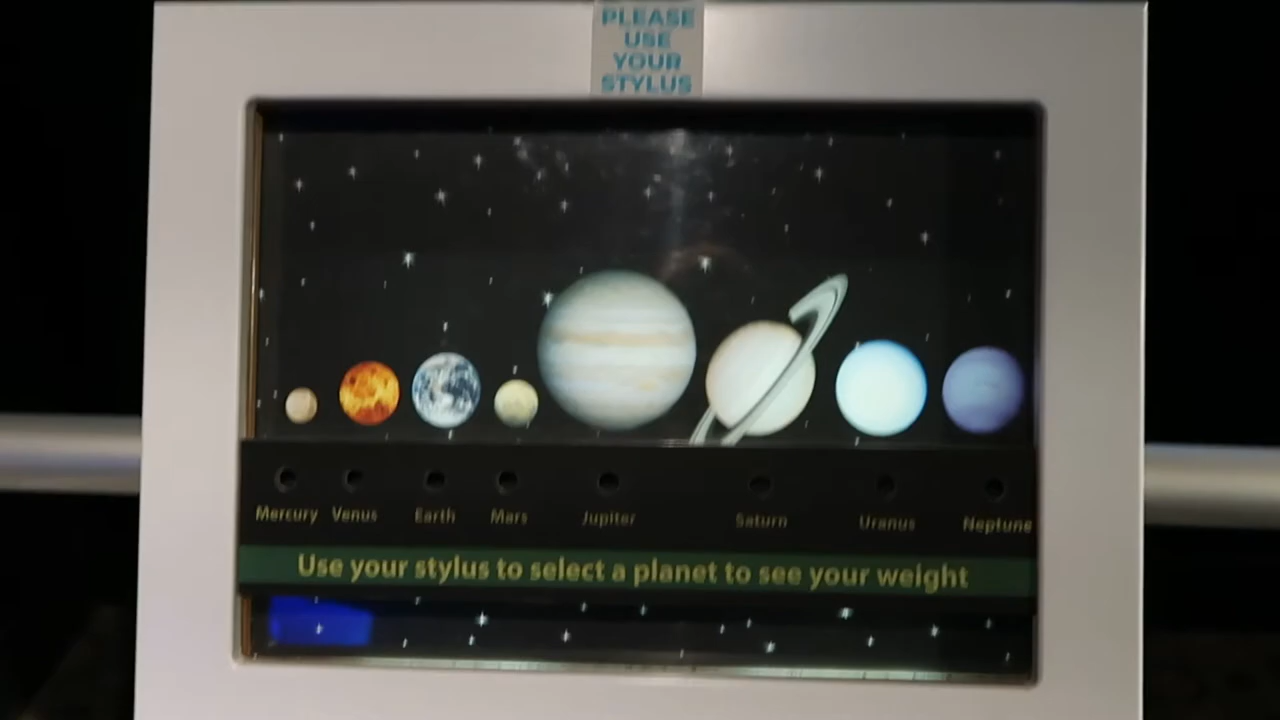 PLEASE
USE
YOUR
STYLUS
Mercury Venus Earth Mars Jupiter Saturn Uranus Neptune
Use your stylus to select a planet to see your weight